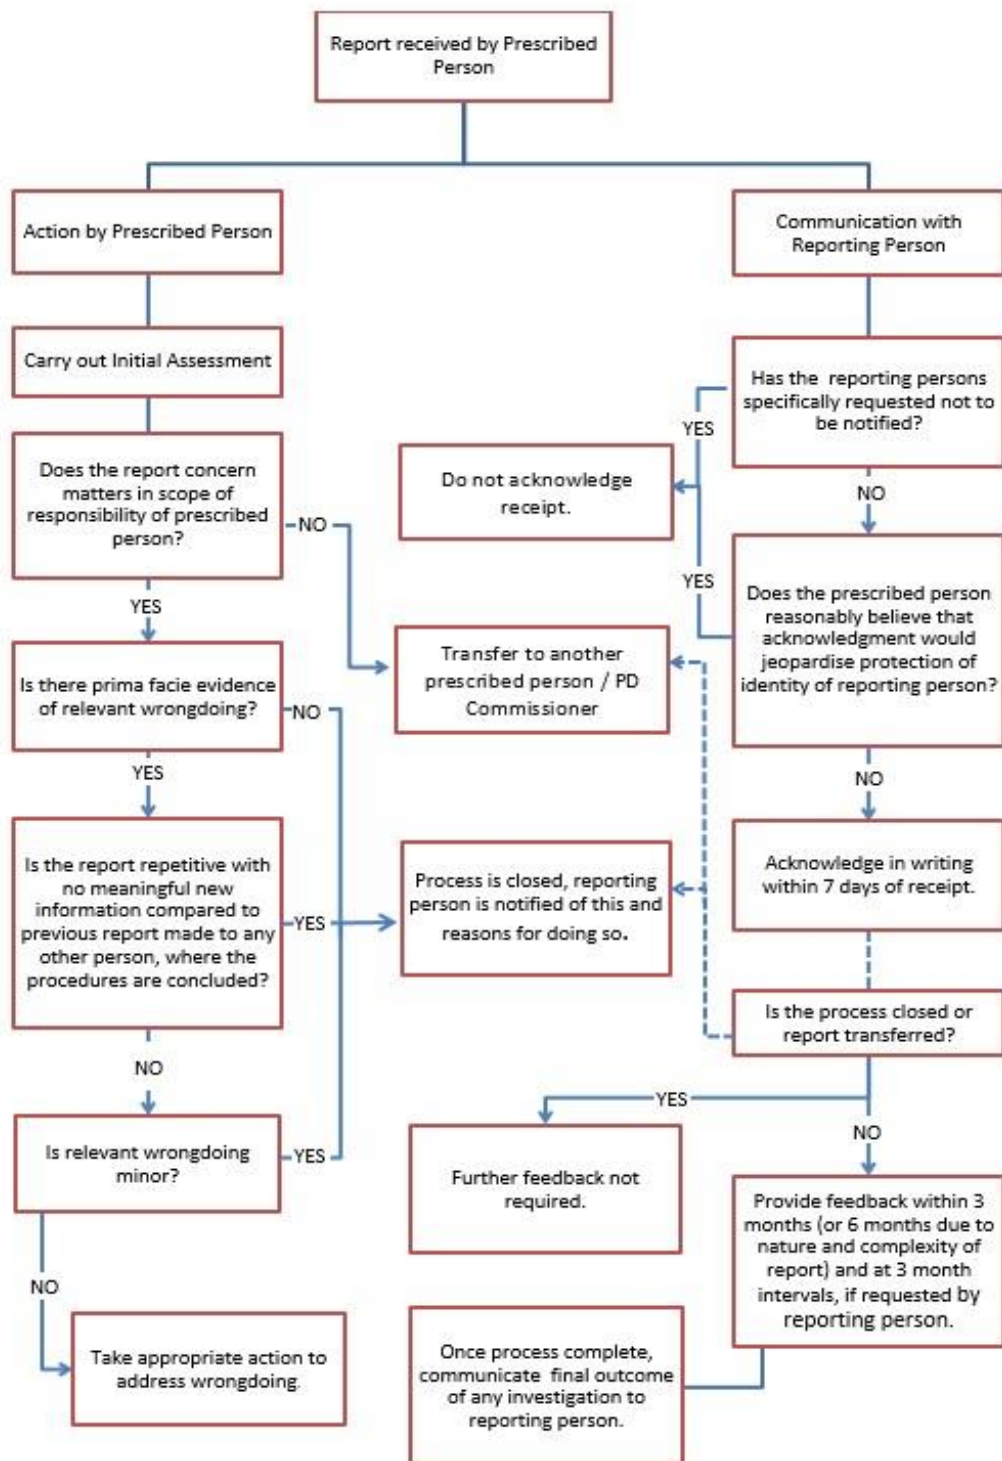 Report received by Prescribed
Person
Action by Prescribed Person
Communication with
Reporting Person
Carry out Initial Assessment
Has the reporting persons
specifically requested not to
be notified?
YES
Do not acknowledge
receipt.
NO
Does the report concern
matters in scope of
responsibility of prescribed
person?
NO
YES
YES
Does the prescribed person
reasonably believe that
acknowledgment would
jeopardise protection of
identity of reporting person?
Transfer to another
prescribed person / PD
Commissioner
Is there prima facie evidence
of relevant wrongdoing?
NO
YES
NO
Is the report repetitive with
no meaningful new
information compared to
previous report made to any
other person, where the
procedures are concluded?
YES
Process is closed, reporting
person is notified of this and
reasons for doing so.
Acknowledge in writing
within 7 days of receipt.
Is the process closed or
report transferred?
NO
YES
NO
Is relevant wrongdoing
minor?
YES
Further feedback not
required.
Provide feedback within 3
months (or 6 months due to
nature and complexity of
report) and at 3 month
intervals, if requested by
reporting person.
NO
Take appropriate action to
address wrongdoing.
Once process complete,
communicate final outcome
of any investigation to
reporting person.